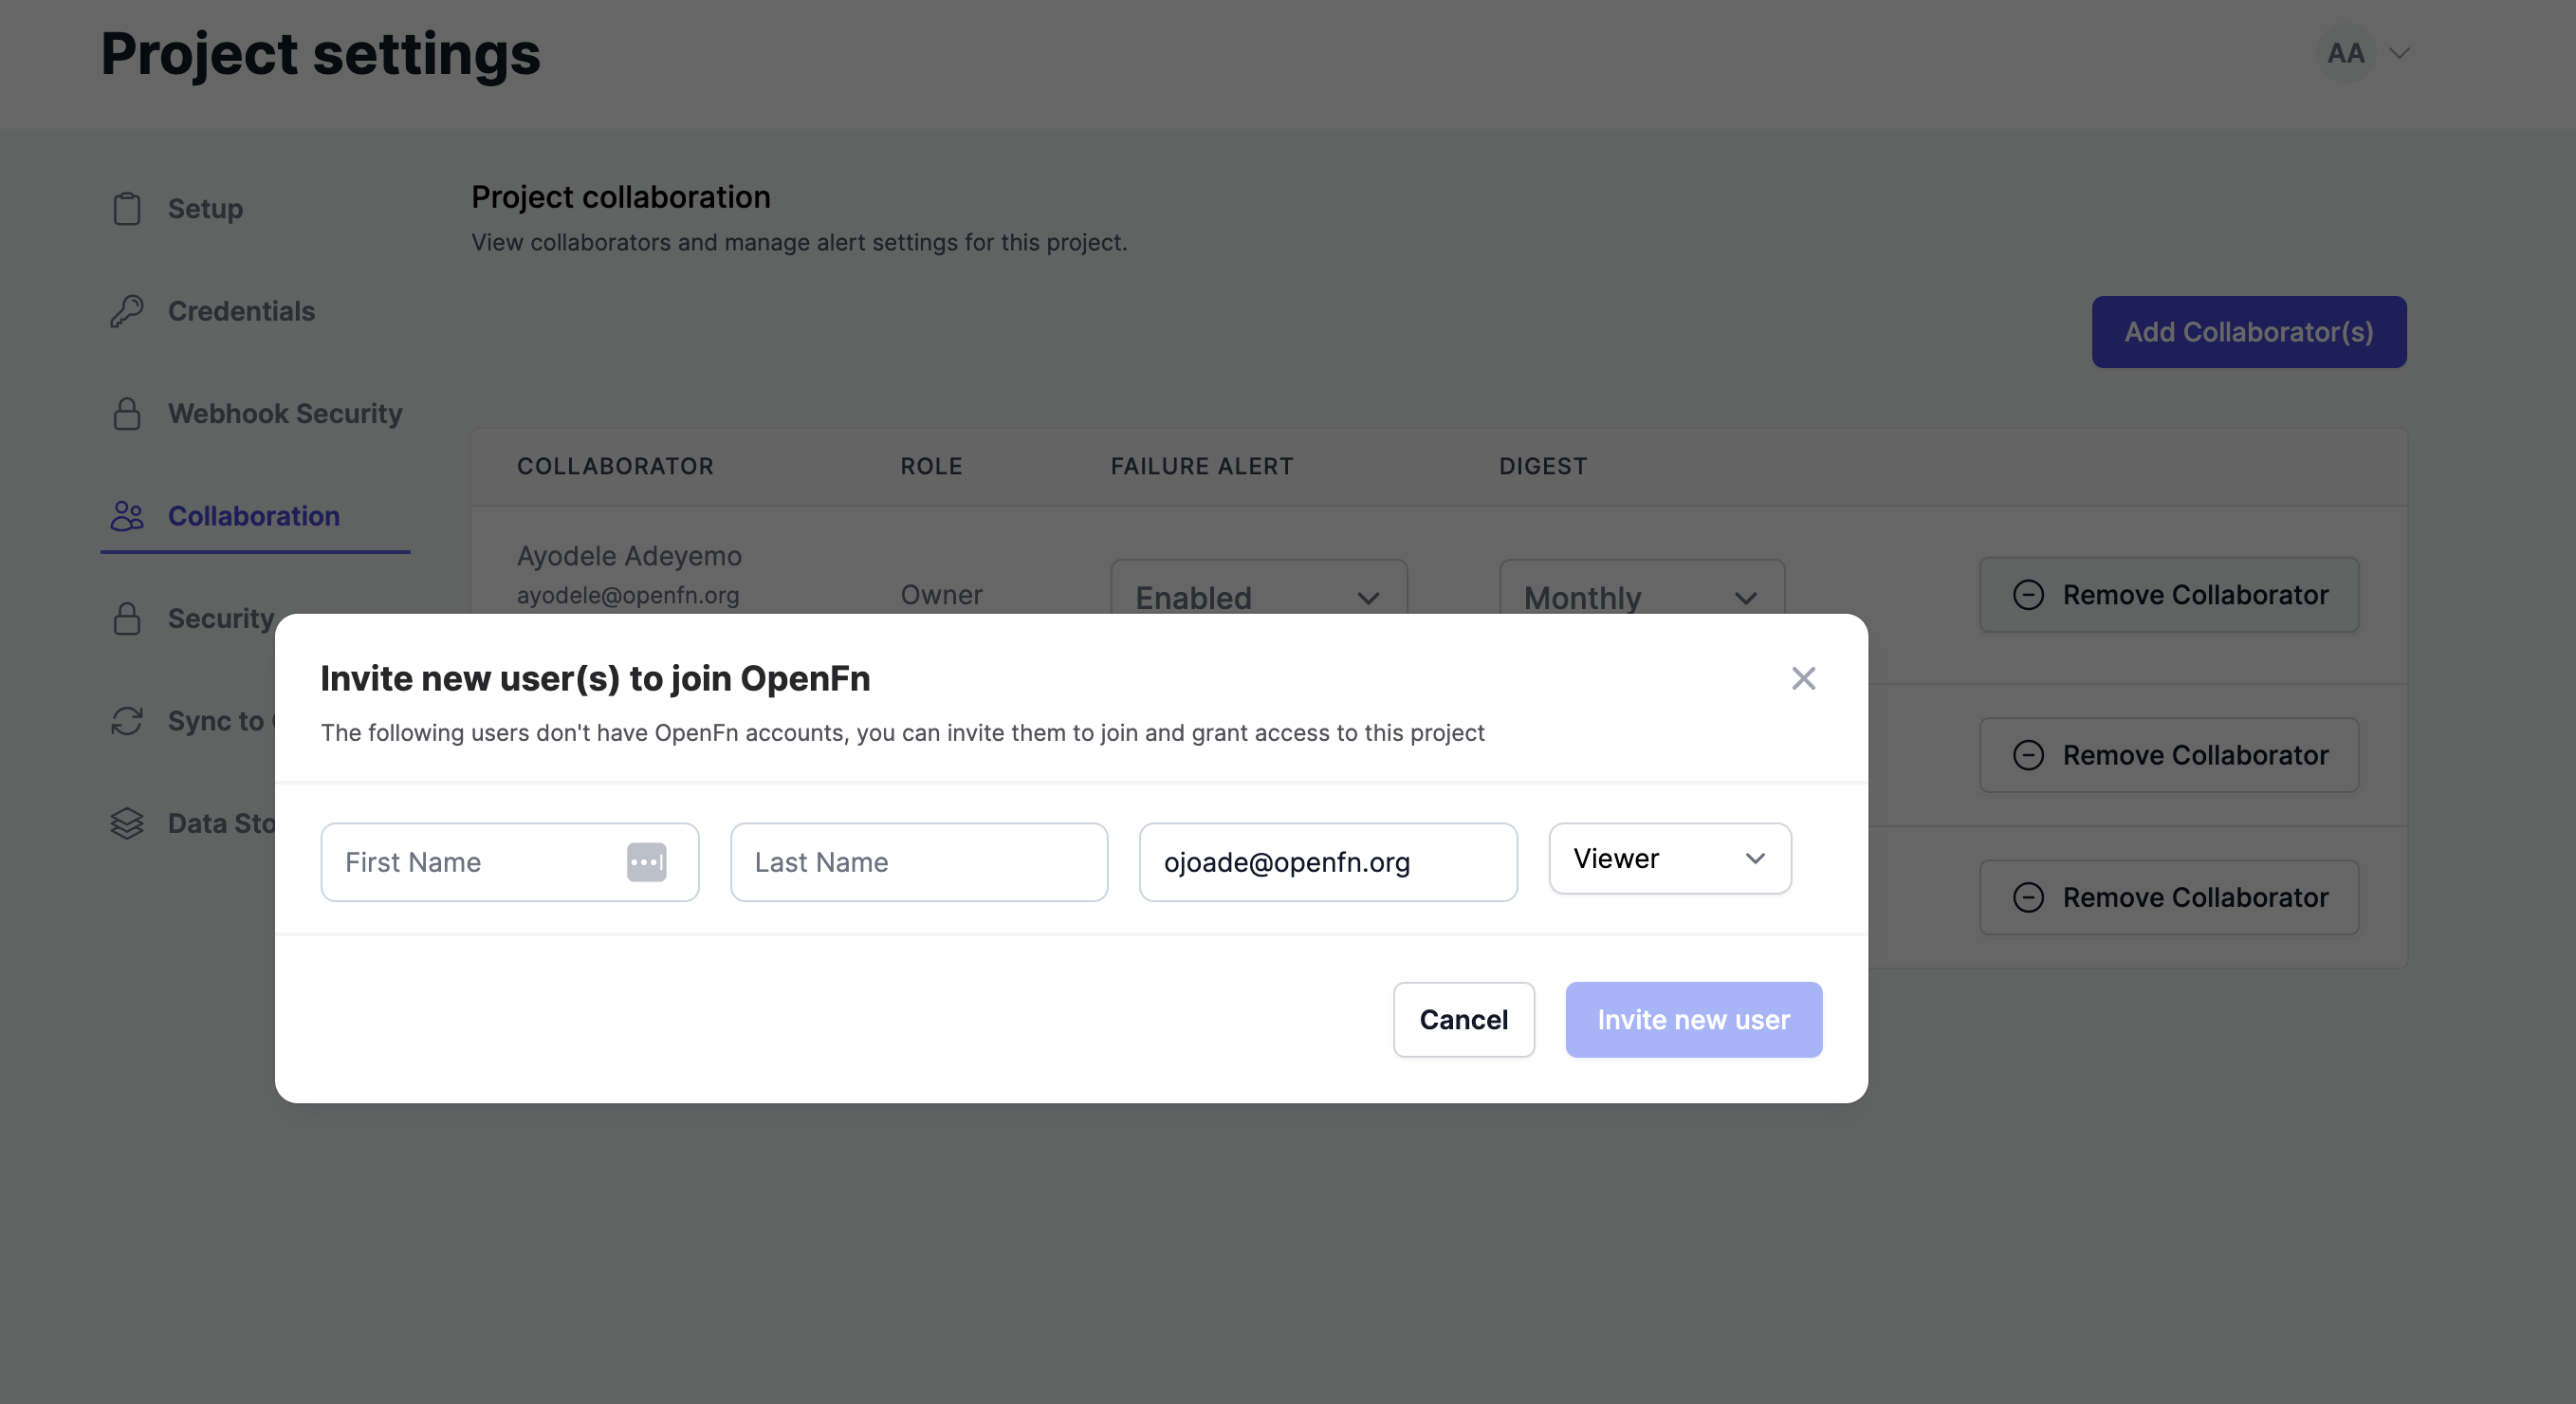 Project settings
AA
Setup
Credentials
Webhook Security
Collaboration
Security
Sync to
Data Sto
Project collaboration
View collaborators and manage alert settings for this project.
Add Collaborator(s)
COLLABORATOR ROLE FAILURE ALERT DIGEST
Ayodele Adeyemo
ayodele@openfn.org Owner Enabled Monthly Remove Collaborator
Remove Collaborator
Remove Collaborator
Invite new user(s) to join OpenFn
The following users don't have OpenFn accounts, you can invite them to join and grant access to this project
First Name Last Name ojoade@openfn.org Viewer
Cancel Invite new user